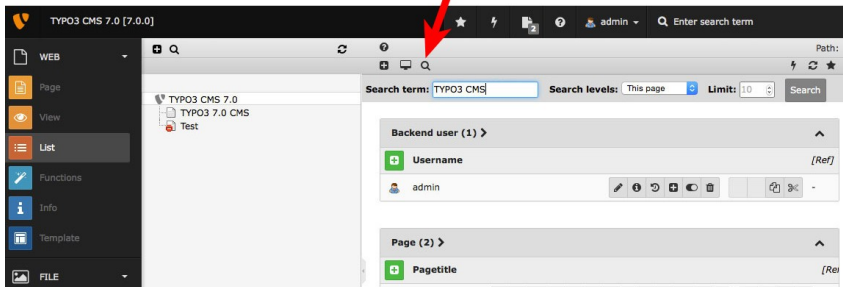 TYPO3 CMS 7.0 [7.0.0]
2
admin
Enter search term
WEB
Path:
Page
Search term: TYPO3 CMS
Search levels: This page
Limit: 10
Search
TYPO3 CMS 7.0
TYPO3 7.0 CMS
Test
View
Backend user (1)
List
Username
[Ref]
Functions
admin
-
Info
Template
Page (2)
FILE
Pagetitle